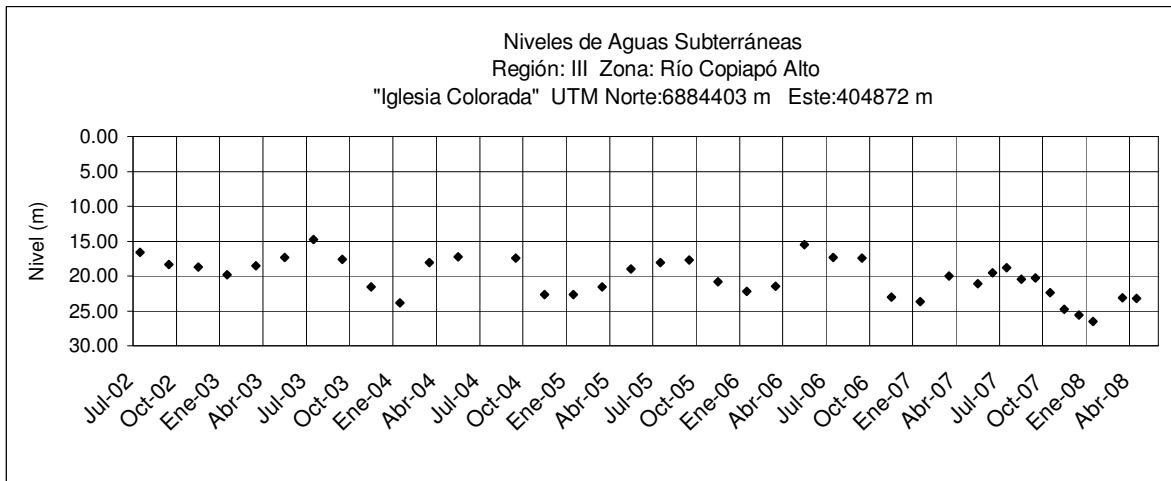 Niveles de Aguas Subterráneas
Región: III  Zona: Río Copiapó Alto
"Iglesia Colorada"  UTM Norte:6884403 m   Este:404872 m
Nivel (m)
0.00
5.00
10.00
15.00
20.00
25.00
30.00
Jul-02
Oct-02
Ene-03
Abr-03
Jul-03
Oct-03
Ene-04
Abr-04
Jul-04
Oct-04
Ene-05
Abr-05
Jul-05
Oct-05
Ene-06
Abr-06
Jul-06
Oct-06
Ene-07
Abr-07
Jul-07
Oct-07
Ene-08
Abr-08